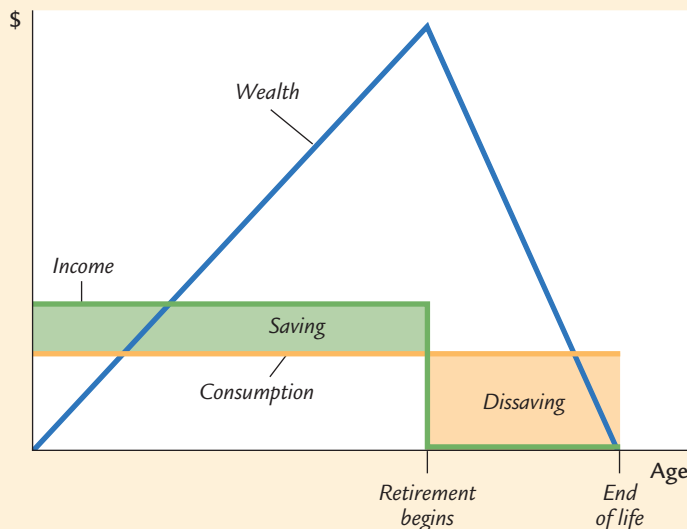 $
Wealth
Income
Saving
Consumption
Dissaving
Age
Retirement
begins
End
of life